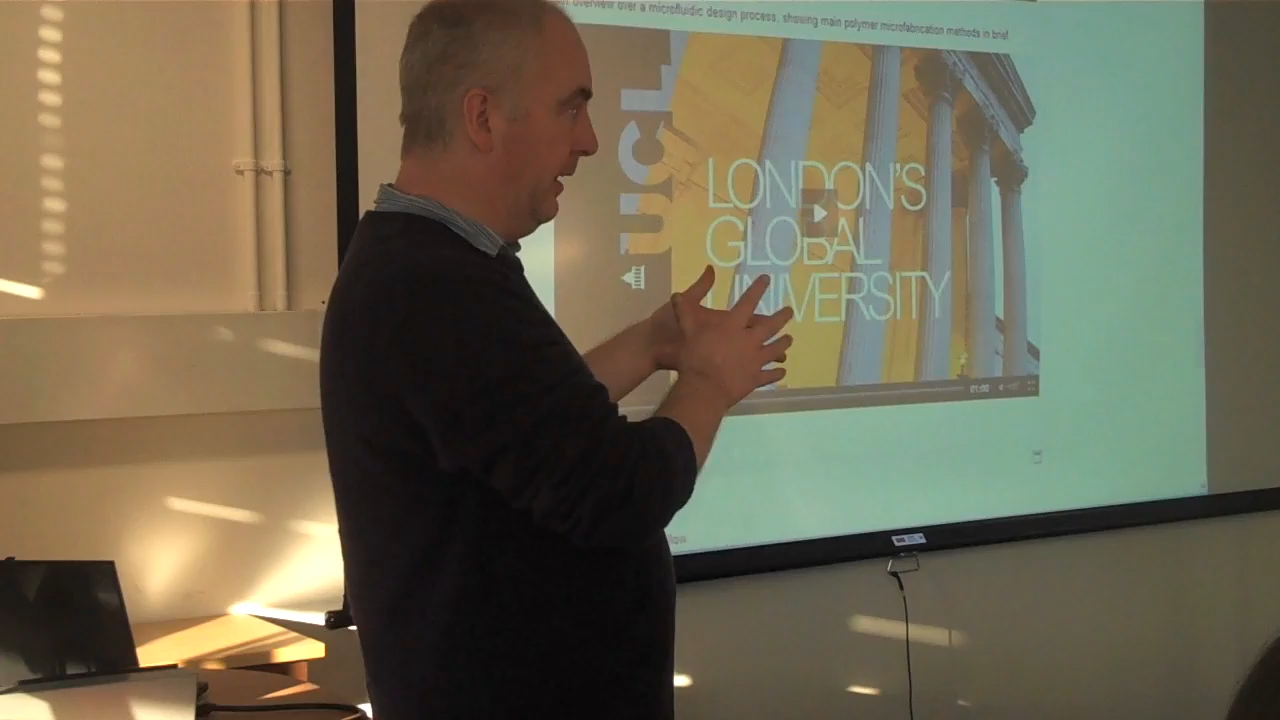 overview over a microfluidic design process, showing main polymer microfabrication methods in brief
UCL
LONDON'S
GLOBAL
UNIVERSITY
01:00